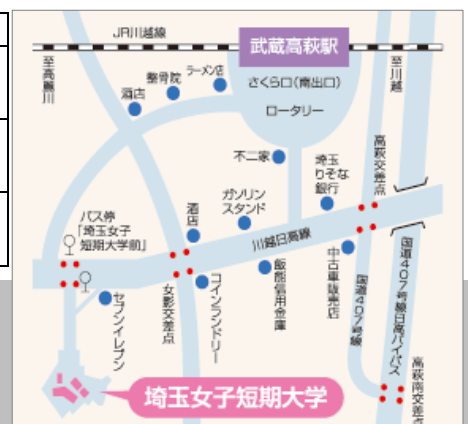 JR川越線
武蔵高萩駅
至高麗川
至川越
ラーメン店
整骨院
酒店
さくら口(南出口)
ロータリー
高萩交差点
不二家
埼玉
りそな
銀行
ガソリン
スタンド
酒店
バス停
「埼玉女子
短期大学前」
川越日高線
飯能信用金庫
中古車販売店
国道407号線
国道407号線日高バイパス
セブンイレブン
女影交差点
コインランドリー
高萩南交差点
埼玉女子短期大学